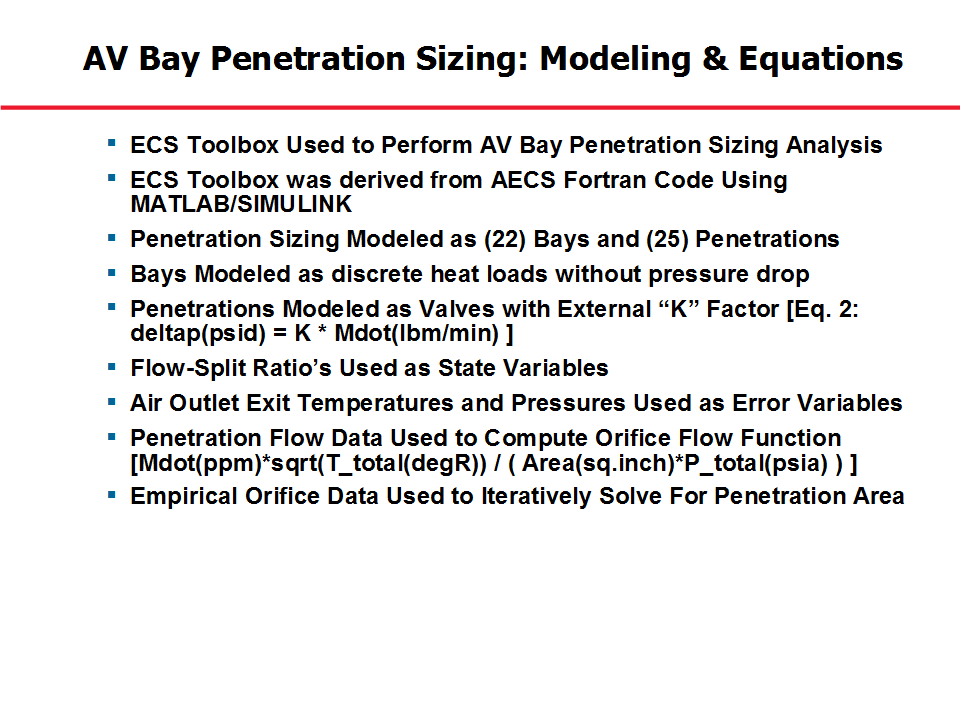 AV Bay Penetration Sizing: Modeling & Equations
▪ ECS Toolbox Used to Perform AV Bay Penetration Sizing Analysis
▪ ECS Toolbox was derived from AECS Fortran Code Using
MATLAB/SIMULINK
▪ Penetration Sizing Modeled as (22) Bays and (25) Penetrations
▪ Bays Modeled as discrete heat loads without pressure drop
▪ Penetrations Modeled as Valves with External “K” Factor [Eq. 2:
deltap(psid) = K * Mdot(lbm/min) ]
▪ Flow-Split Ratio’s Used as State Variables
▪ Air Outlet Exit Temperatures and Pressures Used as Error Variables
▪ Penetration Flow Data Used to Compute Orifice Flow Function
[Mdot(ppm)*sqrt(T_total(degR)) / ( Area(sq.inch)*P_total(psia) ) ]
▪ Empirical Orifice Data Used to Iteratively Solve For Penetration Area